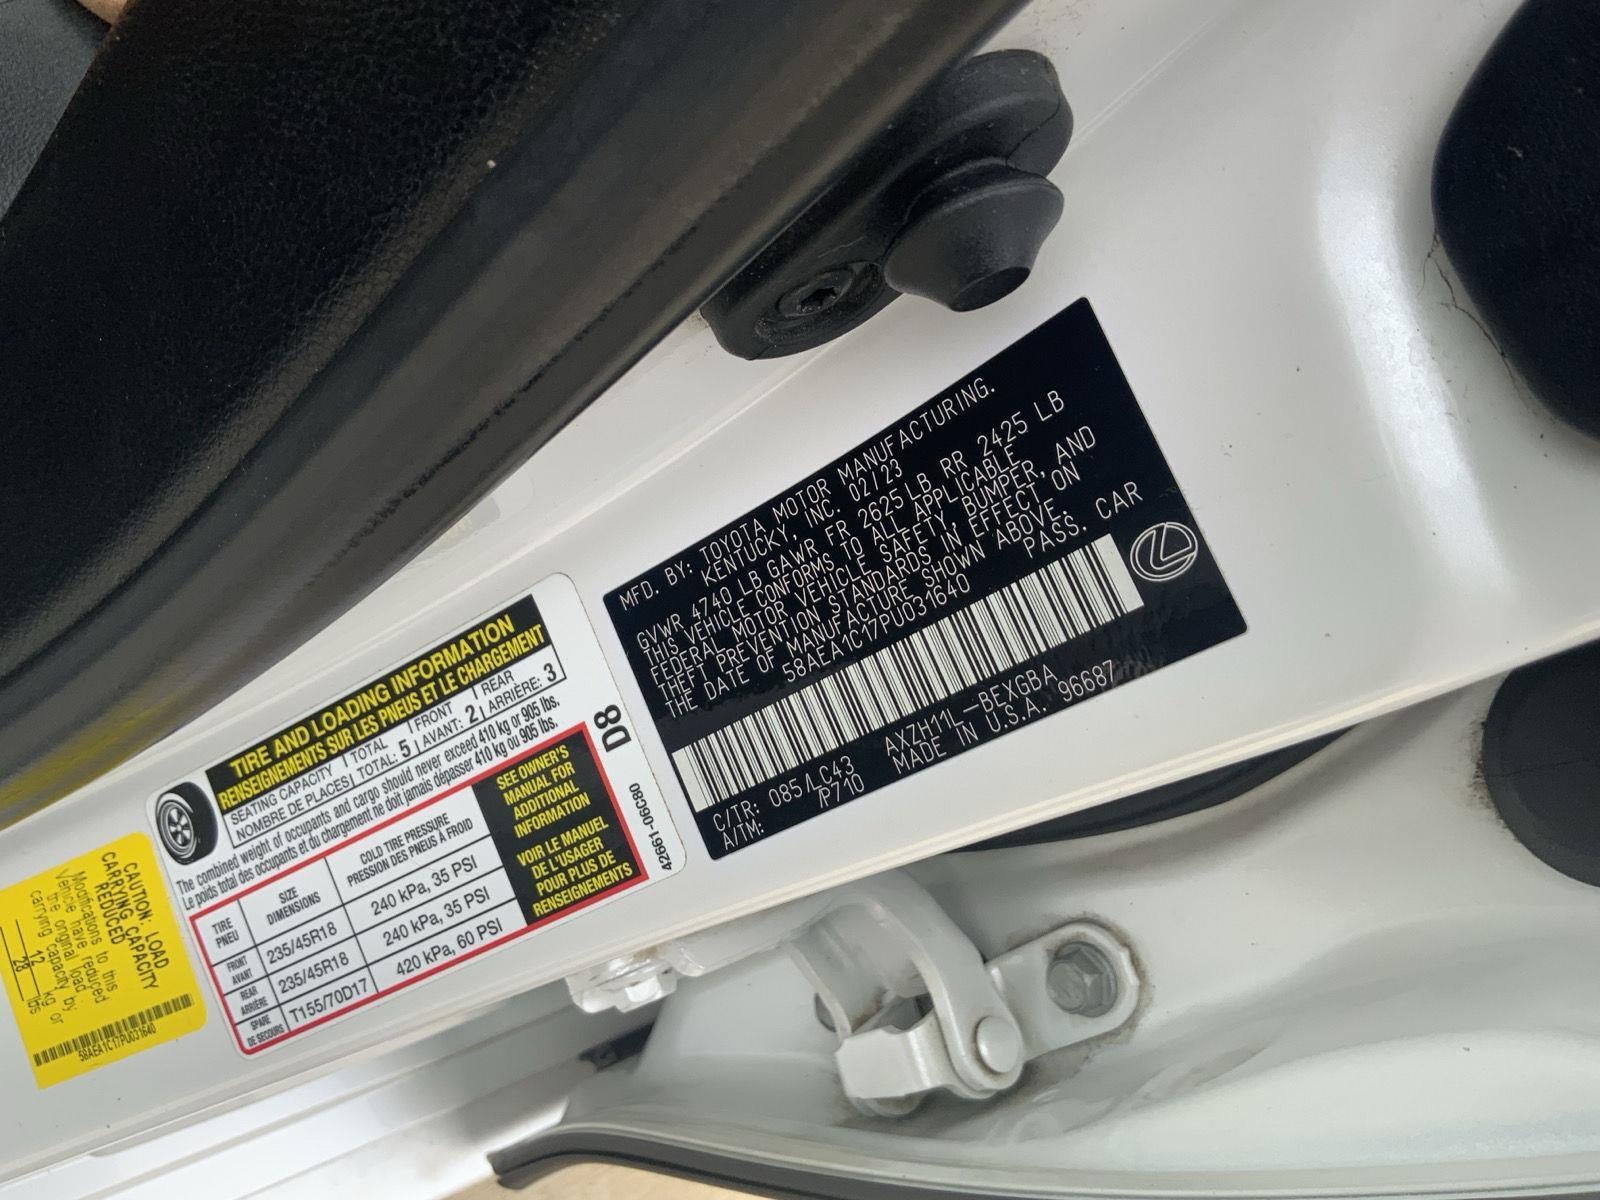 MFD. BY: TOYOTA MOTOR MANUFACTURING.
KENTUCKY, INC. 02/23
GVWR 4740 LB GAWR FR 2625 LB RR 2425 LB
THIS VEHICLE CONFORMS TO ALL APPLICABLE
FEDERAL MOTOR VEHICLE SAFETY, BUMPER, AND
THEFT PREVENTION STANDARDS IN EFFECT ON
THE DATE OF MANUFACTURE SHOWN ABOVE.
58AEA1C17PU031640 PASS. CAR
C/TR: 085/LC43 AXZH11L-BEXGBA
A/TM: /P710 MADE IN U.S.A. 96687
TIRE AND LOADING INFORMATION
RENSEIGNEMENTS SUR LES PNEUS ET LE CHARGEMENT
SEATING CAPACITY TOTAL FRONT REAR
NOMBRE DE PLACES TOTAL: 5 AVANT: 2 ARRIÈRE: 3
The combined weight of occupants and cargo should never exceed 410 kg or 905 lbs.
Le poids total des occupants et du chargement ne doit jamais dépasser 410 kg ou 905 lbs.
TIRE SIZE COLD TIRE PRESSURE
PNEU DIMENSIONS PRESSION DES PNEUS À FROID
FRONT
AVANT 235/45R18 240 kPa, 35 PSI
REAR
ARRIÈRE 235/45R18 240 kPa, 35 PSI
SPARE
DE SECOURS T155/70D17 420 kPa, 60 PSI
SEE OWNER'S
MANUAL FOR
ADDITIONAL
INFORMATION
VOIR LE MANUEL
DE L'USAGER
POUR PLUS DE
RENSEIGNEMENTS
D8
42661-06C80
CAUTION: LOAD
CARRYING CAPACITY
REDUCED
Modifications to this
Vehicle have reduced
the original load
carrying capacity by
12 kg or
28 lbs
58AEA1C17PU031640